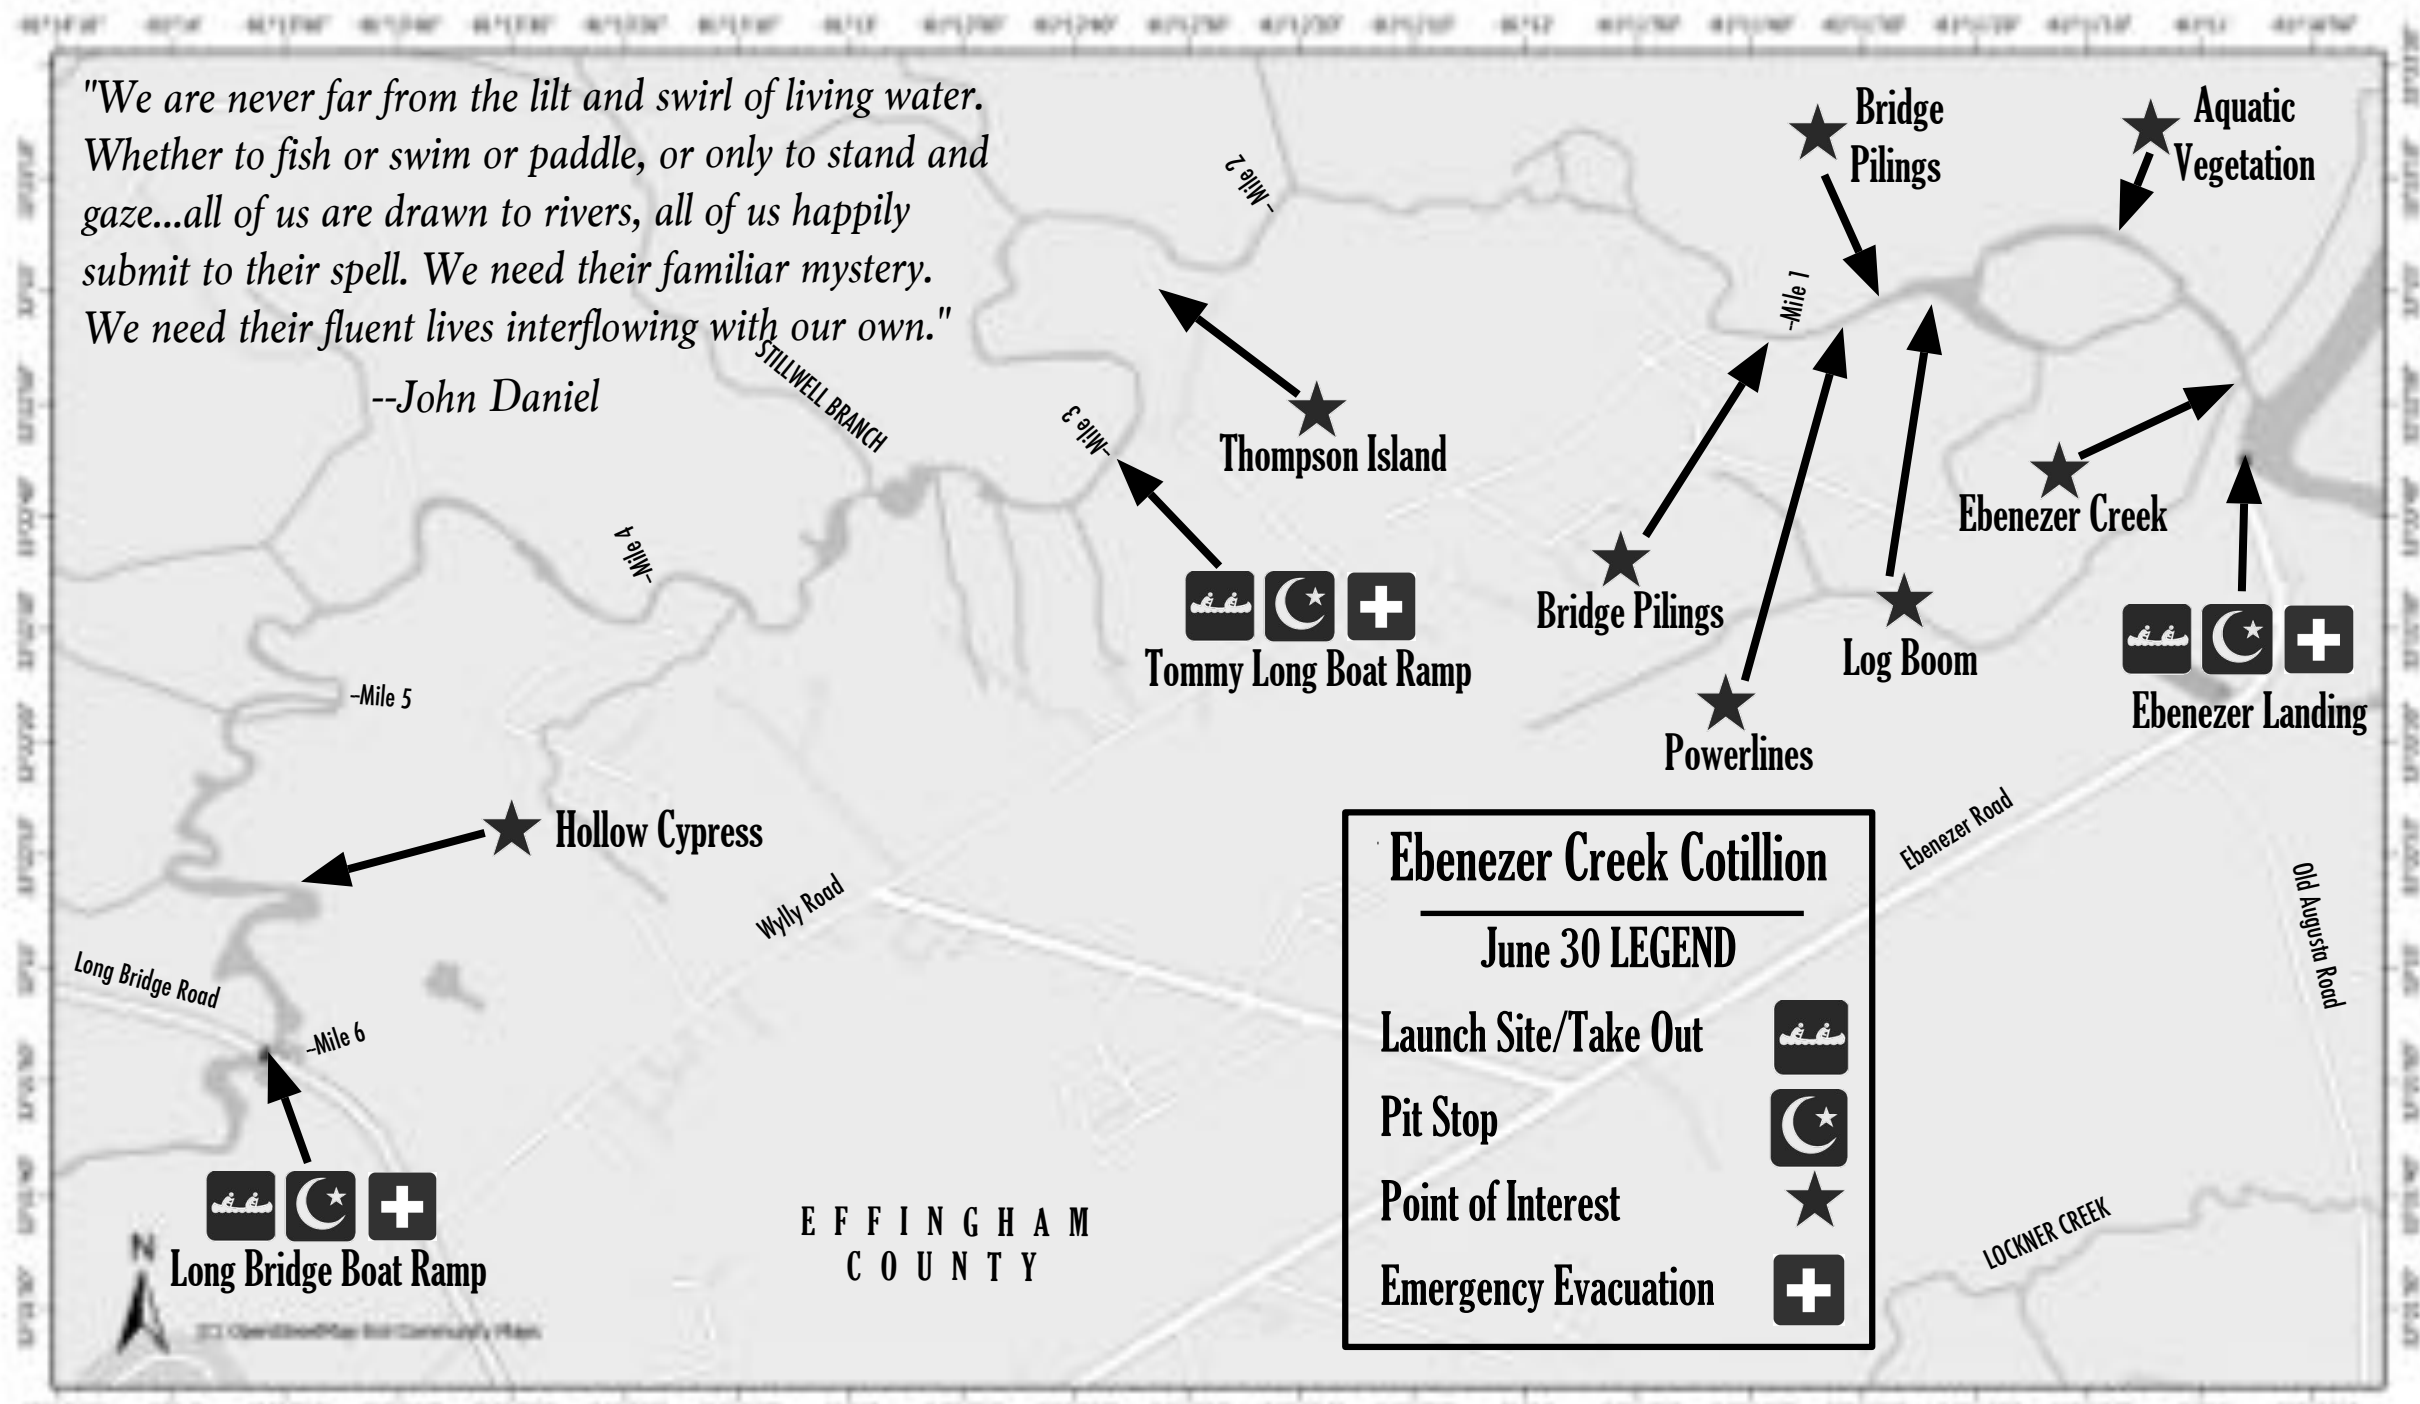 "We are never far from the lilt and swirl of living water.
Whether to fish or swim or paddle, or only to stand and
gaze...all of us are drawn to rivers, all of us happily
submit to their spell. We need their familiar mystery.
We need their fluent lives interflowing with our own."
--John Daniel
Bridge
Pilings
Aquatic
Vegetation
–Mile 2
–Mile 1
STILLWELL BRANCH
–Mile 3
Thompson Island
Ebenezer Creek
–Mile 4
Bridge Pilings
Log Boom
Tommy Long Boat Ramp
–Mile 5
Ebenezer Landing
Powerlines
Hollow Cypress
Ebenezer Road
Wylly Road
Old Augusta Road
Long Bridge Road
–Mile 6
Ebenezer Creek Cotillion
June 30 LEGEND
Launch Site/Take Out
Pit Stop
Point of Interest
Emergency Evacuation
LOCKNER CREEK
EFFINGHAM
COUNTY
N
Long Bridge Boat Ramp